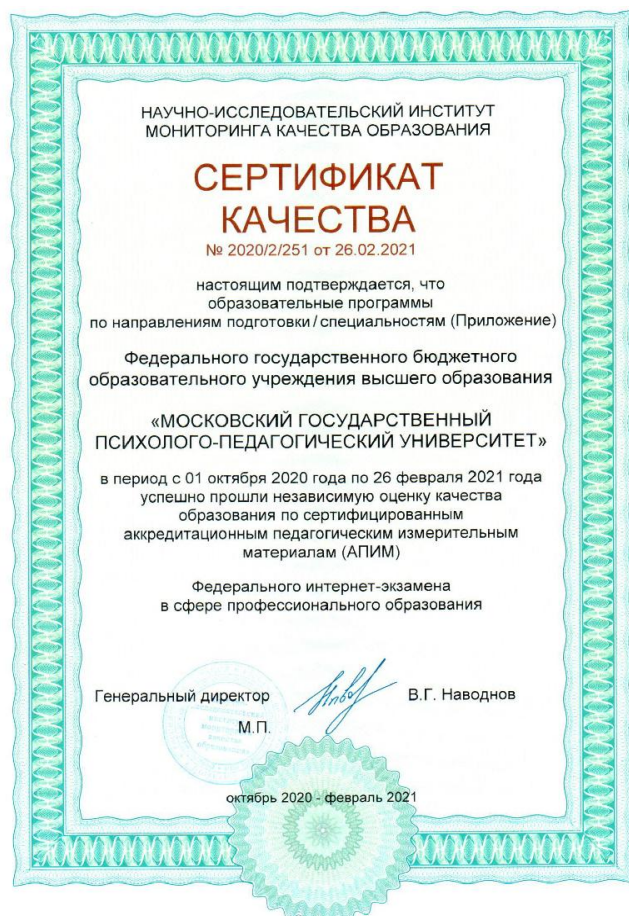 НАУЧНО-ИССЛЕДОВАТЕЛЬСКИЙ ИНСТИТУТ
МОНИТОРИНГА КАЧЕСТВА ОБРАЗОВАНИЯ
СЕРТИФИКАТ
КАЧЕСТВА
№ 2020/2/251 от 26.02.2021
настоящим подтверждается, что
образовательные программы
по направлениям подготовки/специальностям (Приложение)
Федерального государственного бюджетного
образовательного учреждения высшего образования
«МОСКОВСКИЙ ГОСУДАРСТВЕННЫЙ
ПСИХОЛОГО-ПЕДАГОГИЧЕСКИЙ УНИВЕРСИТЕТ»
в период с 01 октября 2020 года по 26 февраля 2021 года
успешно прошли независимую оценку качества
образования по сертифицированным
аккредитационным педагогическим измерительным
материалам (АПИМ)
Федерального интернет-экзамена
в сфере профессионального образования
Генеральный директор В.Г. Наводнов
М.П.
октябрь 2020 - февраль 2021